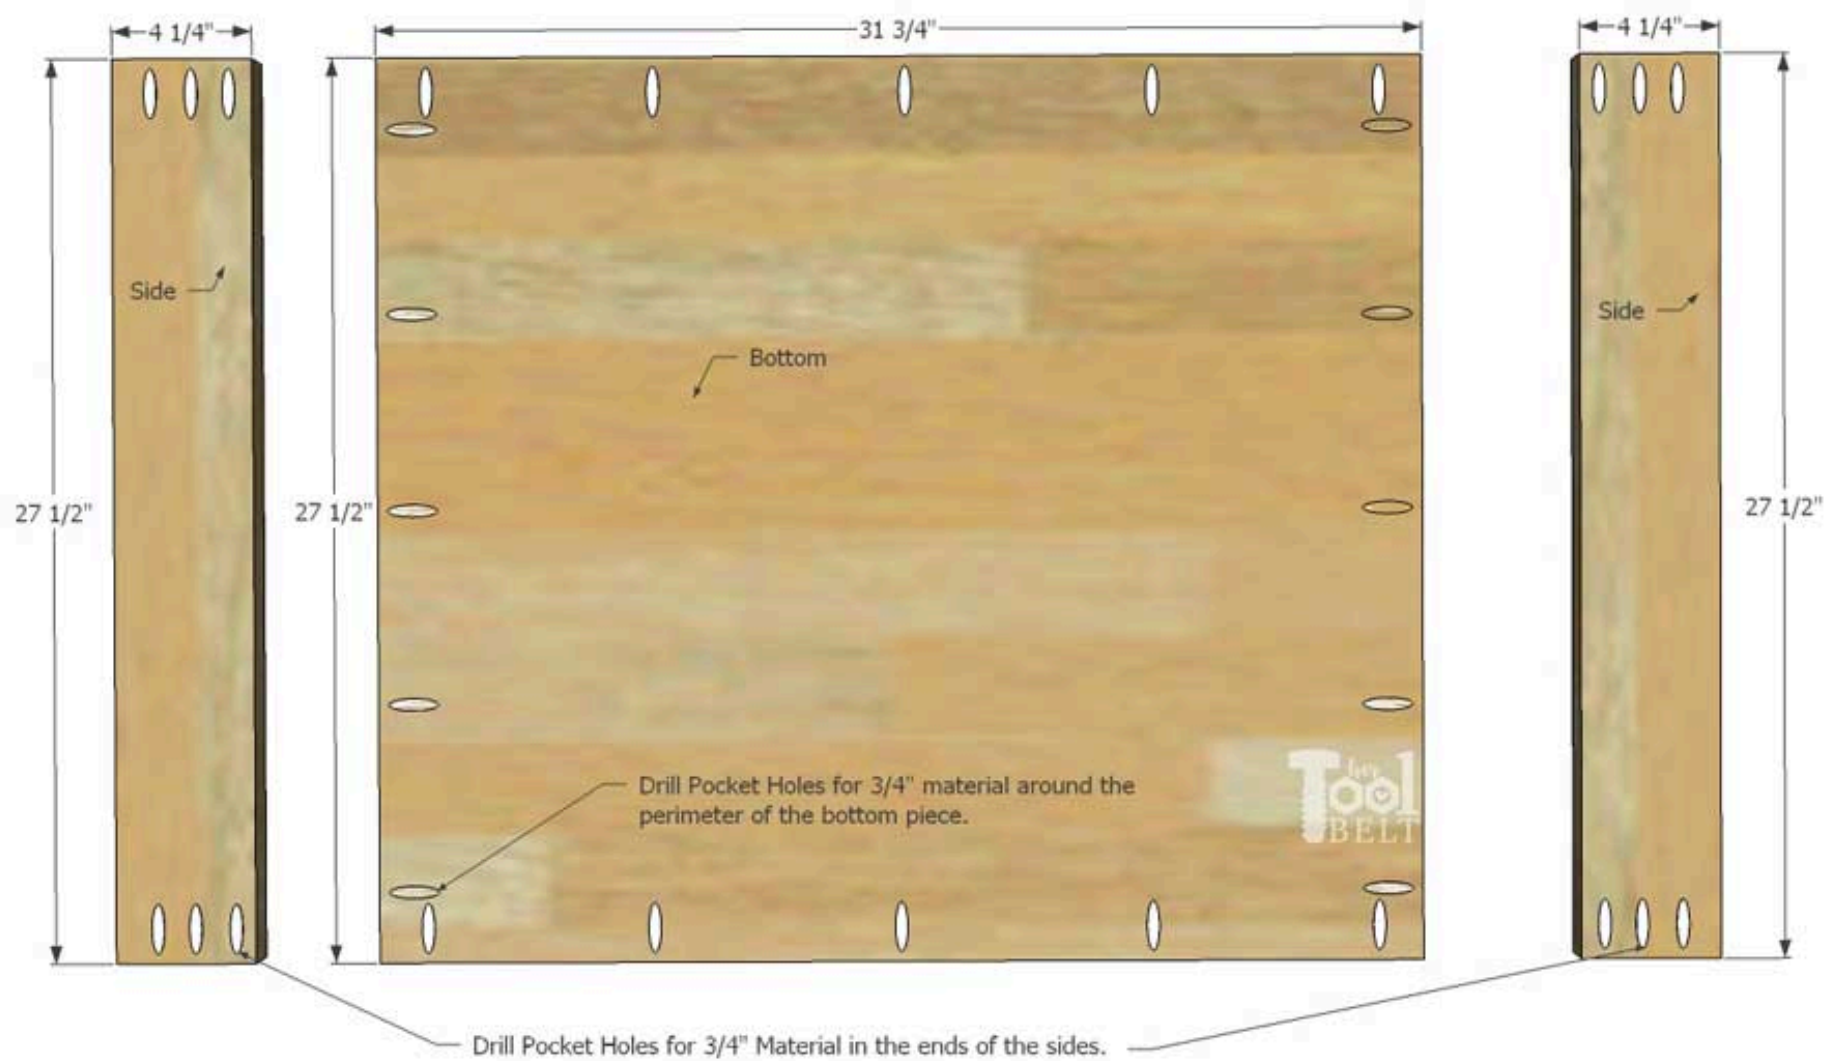 4 1/4"
31 3/4"
4 1/4"
Side
Side
Bottom
27 1/2"
27 1/2"
27 1/2"
Drill Pocket Holes for 3/4" material around the
perimeter of the bottom piece.
her
Tool
BELT
Drill Pocket Holes for 3/4" Material in the ends of the sides.